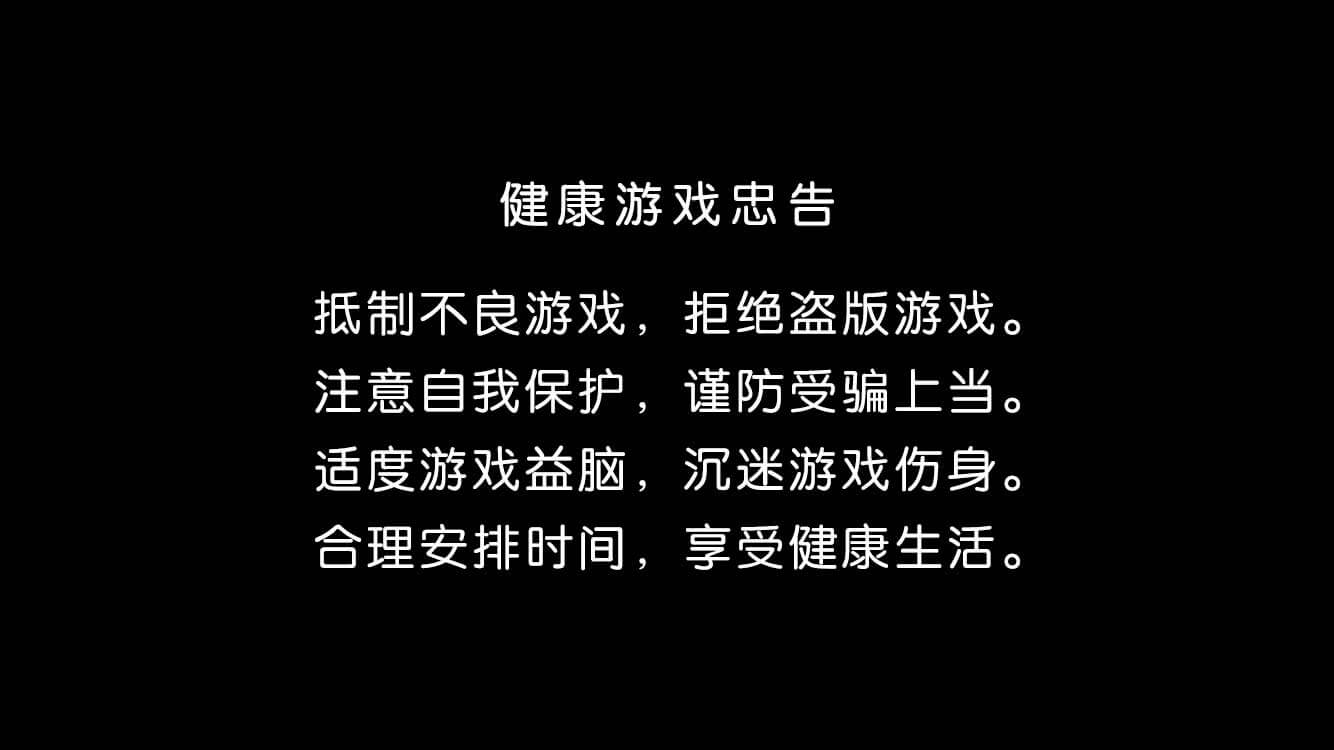 健康游戏忠告
抵制不良游戏，拒绝盗版游戏。
注意自我保护，谨防受骗上当。
适度游戏益脑，沉迷游戏伤身。
合理安排时间，享受健康生活。